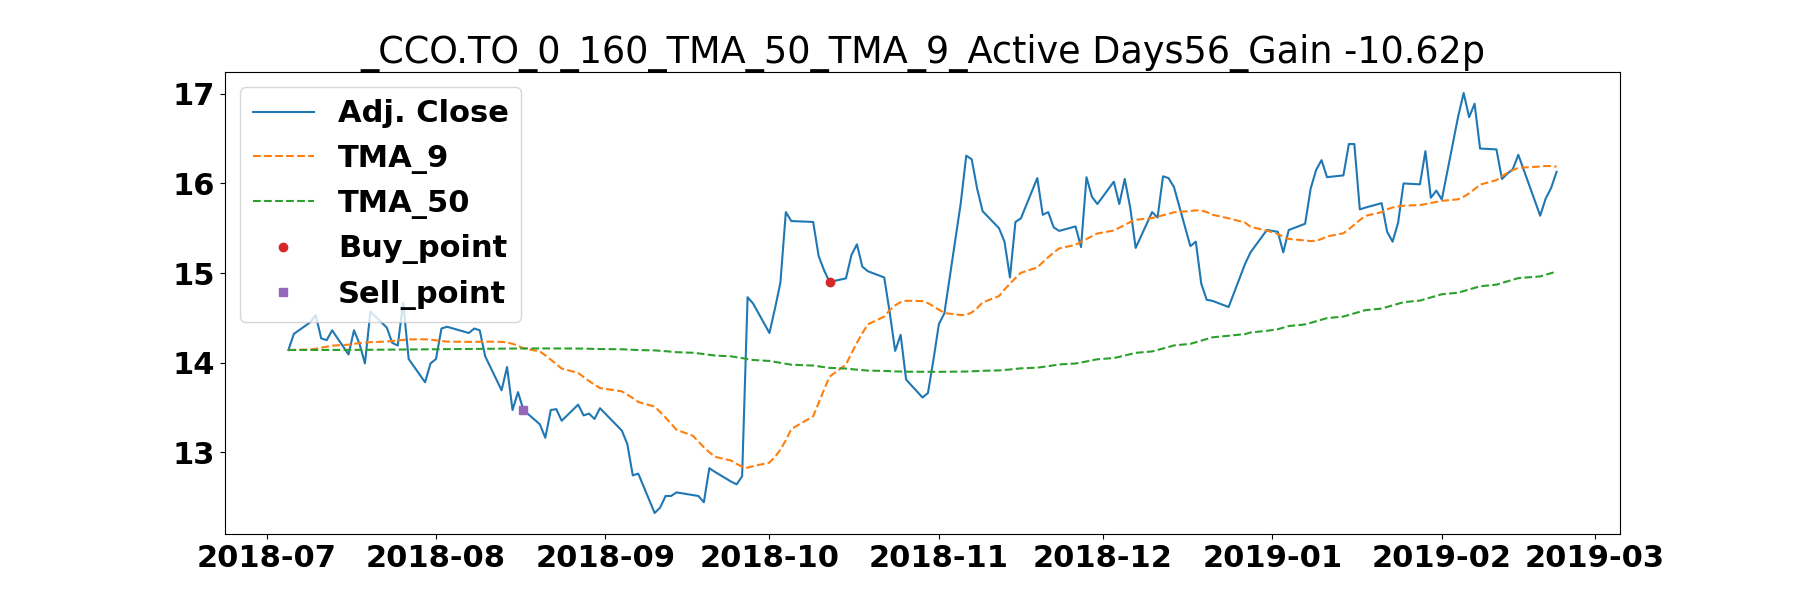 _CCO.TO_0_160_TMA_50_TMA_9_Active Days56_Gain -10.62p
17
16
15
14
13
Adj. Close
TMA_9
TMA_50
Buy_point
Sell_point
2018-07 2018-08 2018-09 2018-10 2018-11 2018-12 2019-01 2019-02 2019-03